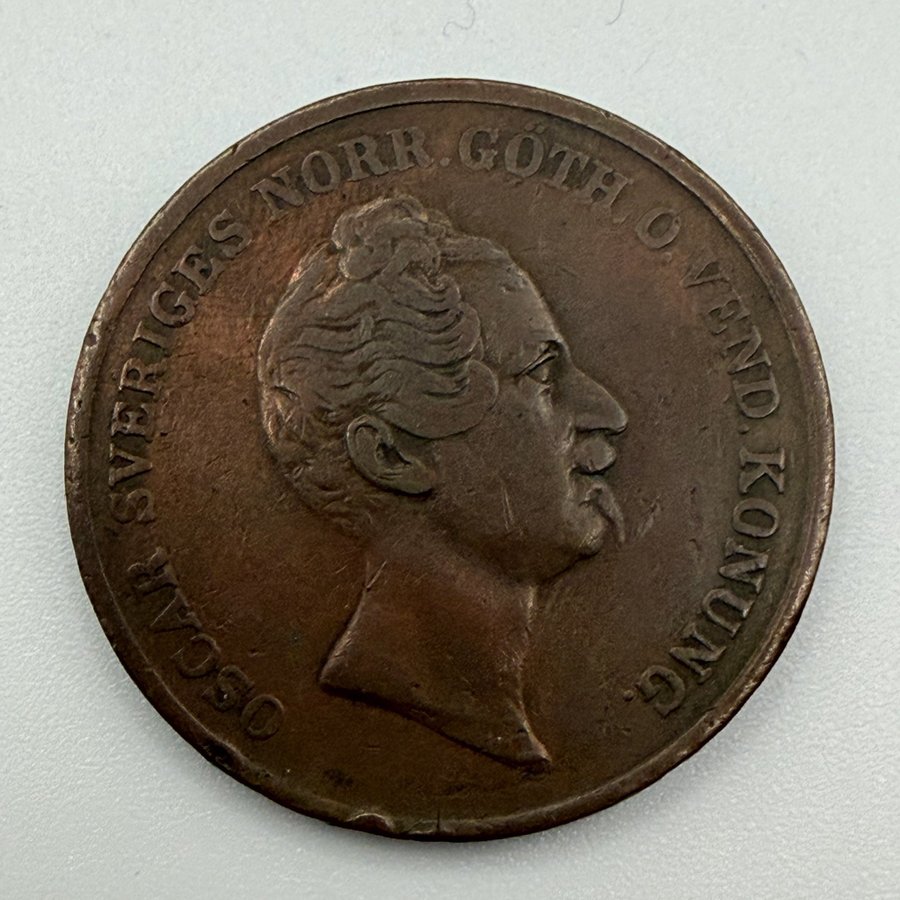 OSCAR SVERIGES NORR. GÖTH. O. VEND. KONUNG.